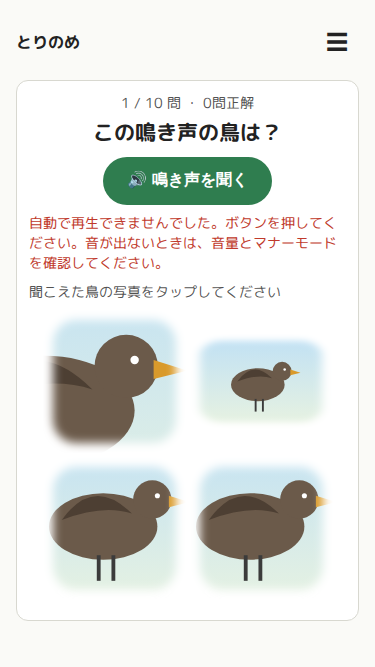 とりのめ
1 / 10 問 ・ 0問正解
この鳴き声の鳥は？
🔊 鳴き声を聞く
自動で再生できませんでした。ボタンを押してく
ださい。音が出ないときは、音量とマナーモード
を確認してください。
聞こえた鳥の写真をタップしてください